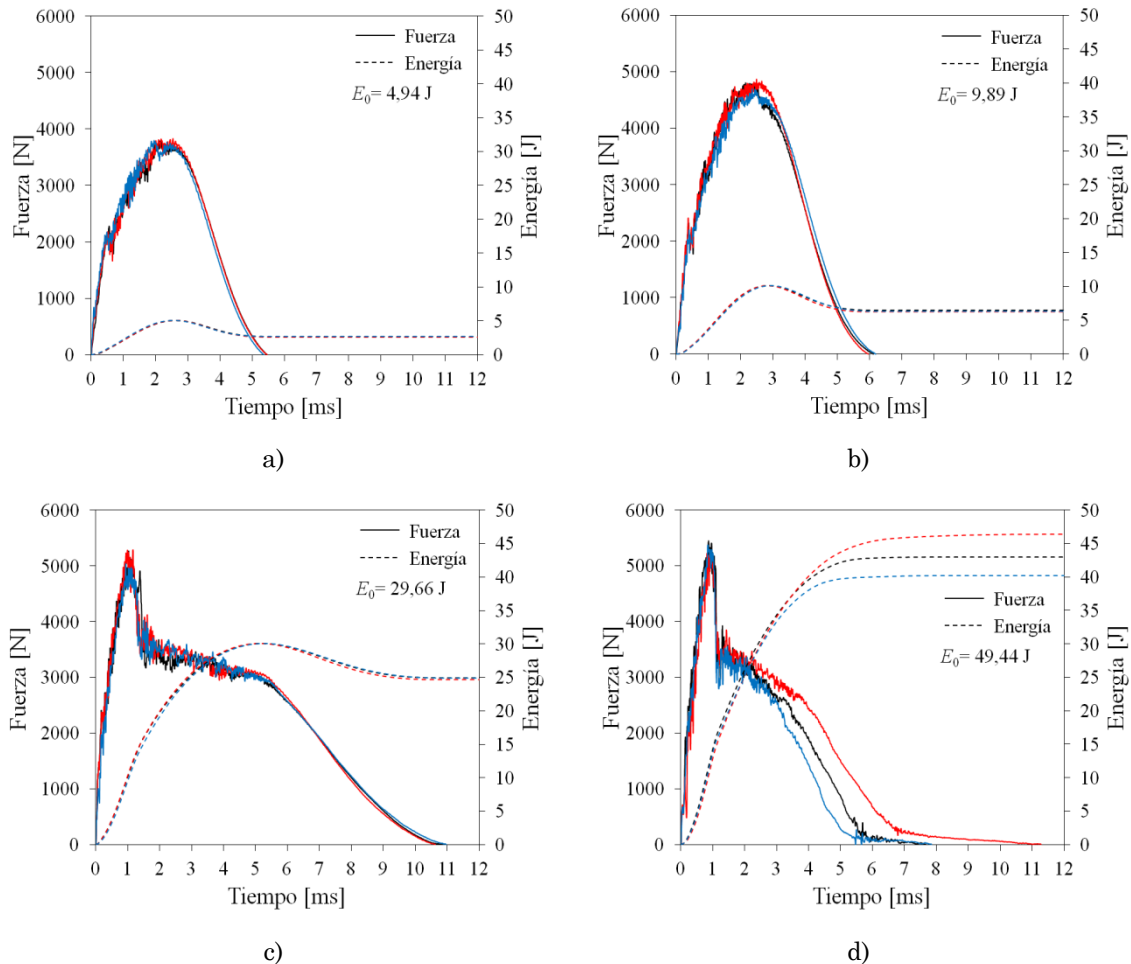 6000
5000
4000
3000
2000
1000
0
Fuerza [N]
50
45
40
35
30
25
20
15
10
5
0
Energía [J]
Fuerza
Energía
E0= 4,94 J
0 1 2 3 4 5 6 7 8 9 10 11 12
Tiempo [ms]
a)
6000
5000
4000
3000
2000
1000
0
Fuerza [N]
50
45
40
35
30
25
20
15
10
5
0
Energía [J]
Fuerza
Energía
E0= 9,89 J
0 1 2 3 4 5 6 7 8 9 10 11 12
Tiempo [ms]
b)
6000
5000
4000
3000
2000
1000
0
Fuerza [N]
50
45
40
35
30
25
20
15
10
5
0
Energía [J]
Fuerza
Energía
E0= 29,66 J
0 1 2 3 4 5 6 7 8 9 10 11 12
Tiempo [ms]
c)
6000
5000
4000
3000
2000
1000
0
Fuerza [N]
50
45
40
35
30
25
20
15
10
5
0
Energía [J]
Fuerza
Energía
E0= 49,44 J
0 1 2 3 4 5 6 7 8 9 10 11 12
Tiempo [ms]
d)